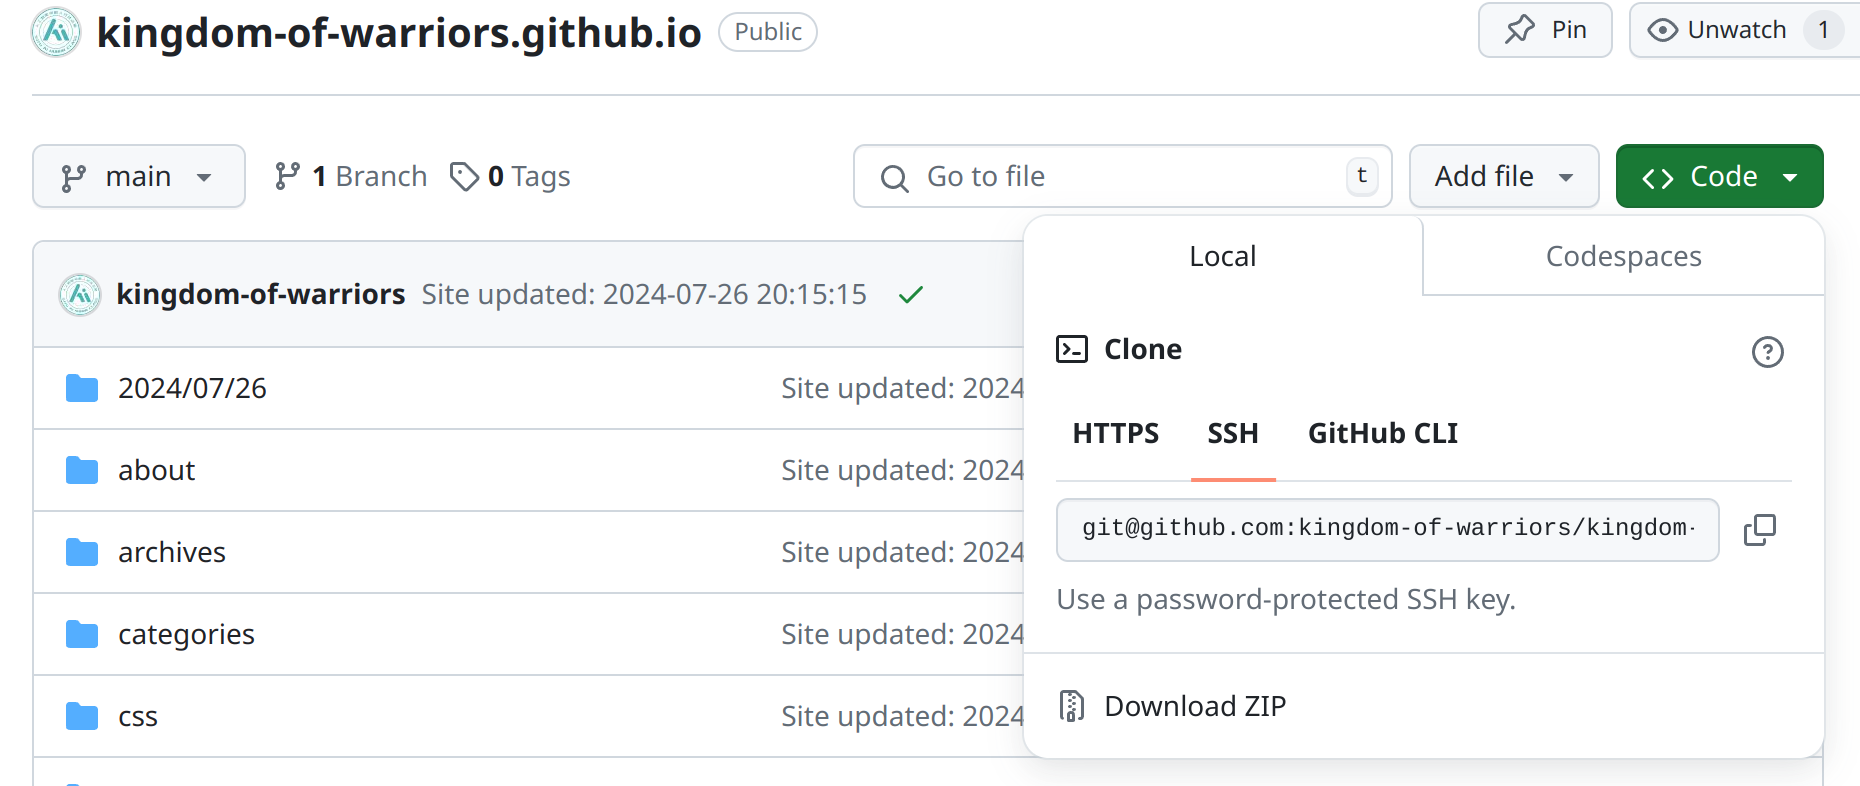 kingdom-of-warriors.github.io Public Pin Unwatch 1
main 1 Branch 0 Tags Go to file t Add file Code
Local Codespaces
kingdom-of-warriors Site updated: 2024-07-26 20:15:15
Clone
2024/07/26 Site updated: 2024
HTTPS SSH GitHub CLI
about Site updated: 2024
git@github.com:kingdom-of-warriors/kingdom-
archives Site updated: 2024
Use a password-protected SSH key.
categories Site updated: 2024
Download ZIP
css Site updated: 2024